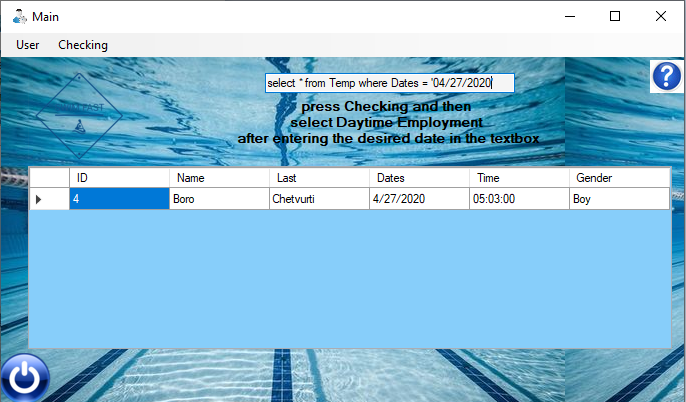 Main
User Checking
select * from Temp where Dates = '04/27/2020
press Checking and then
select Daytime Employment
after entering the desired date in the textbox
ID Name Last Dates Time Gender
4 Boro Chetvurti 4/27/2020 05:03:00 Boy